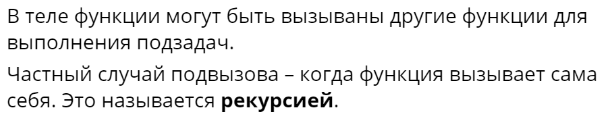 В теле функции могут быть вызываны другие функции для
выполнения подзадач.
Частный случай подвызова – когда функция вызывает сама
себя. Это называется рекурсией.